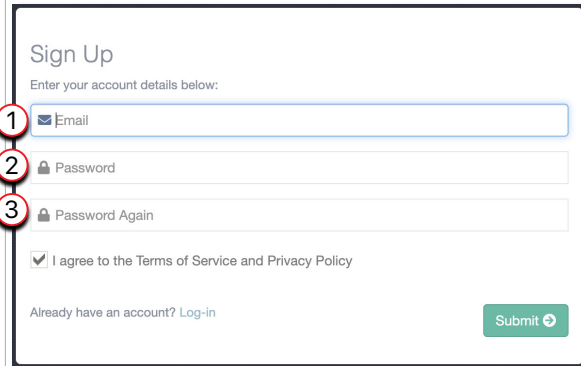 Sign Up
Enter your account details below:
1 Email
2 Password
3 Password Again
I agree to the Terms of Service and Privacy Policy
Already have an account? Log-in
Submit